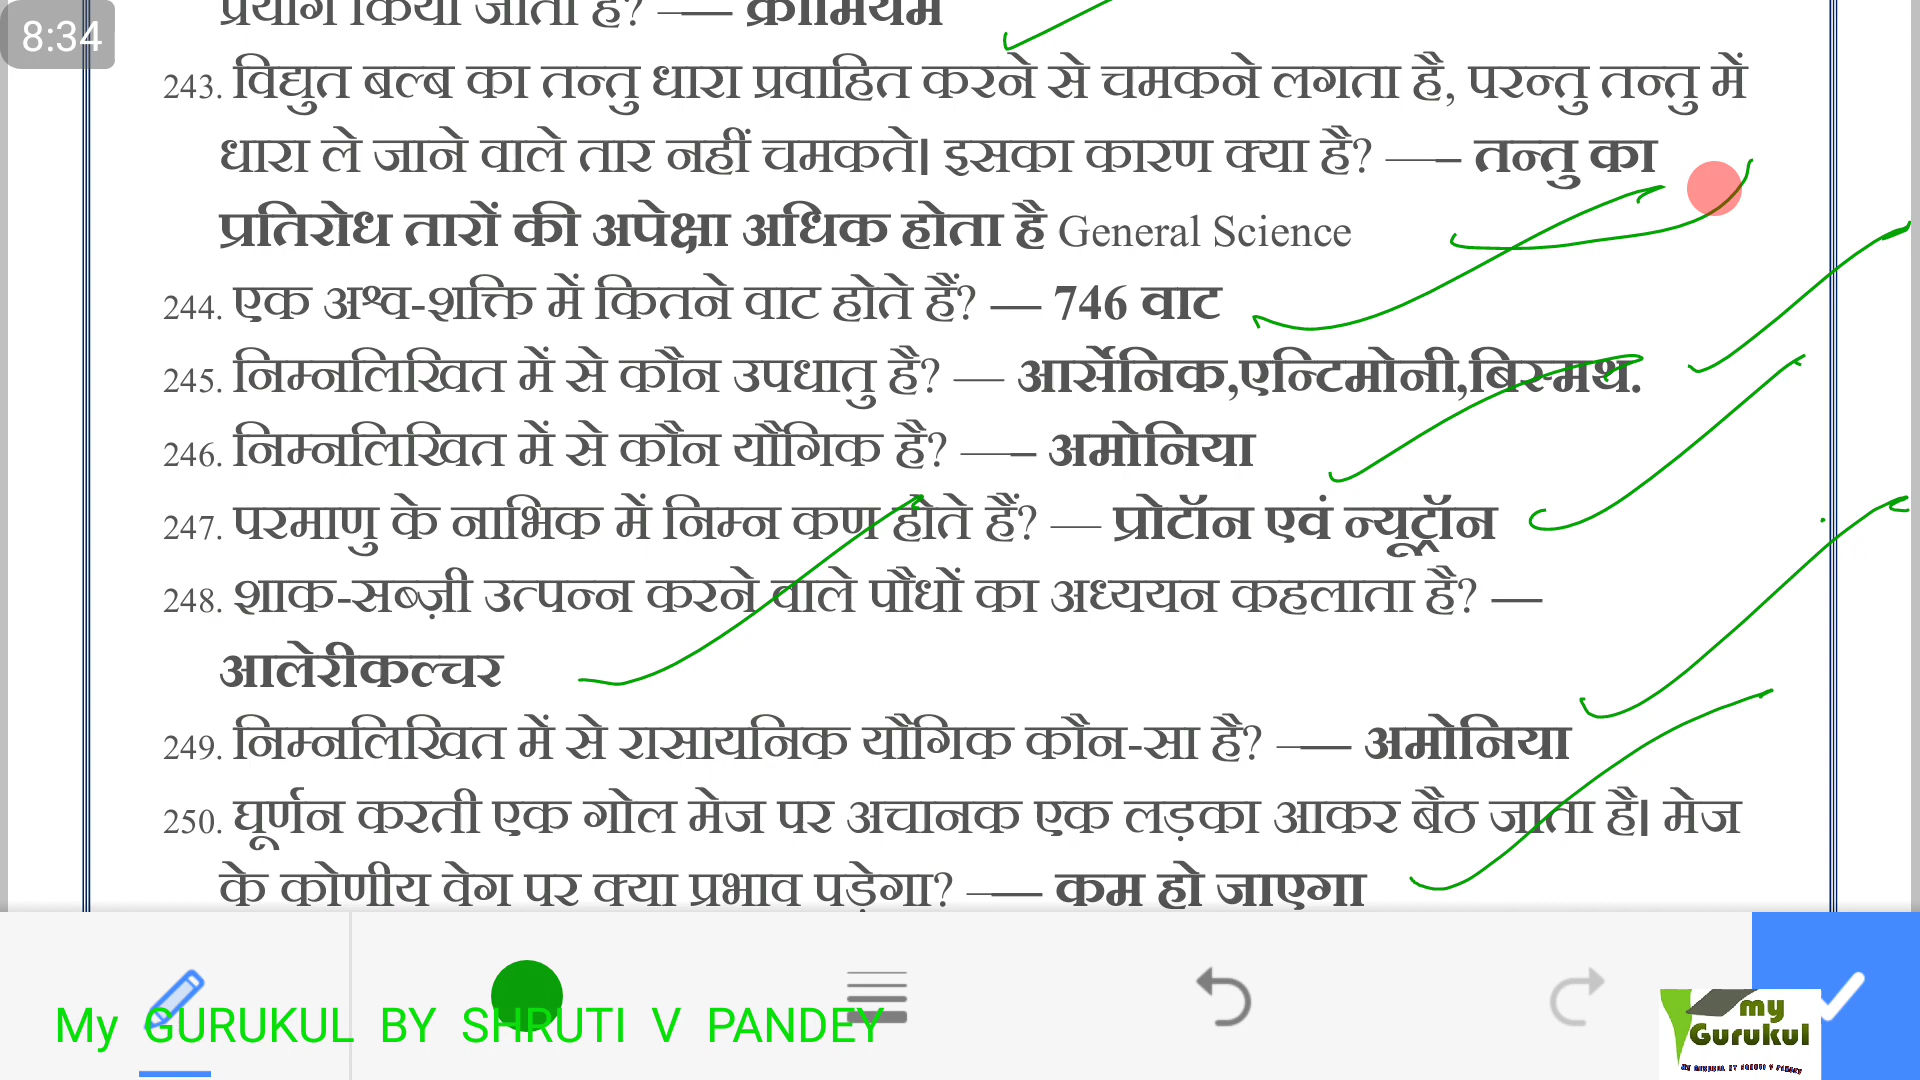 प्रयोग किया जाता है? —– क्रोमियम
8:34
243. विद्युत बल्ब का तन्तु धारा प्रवाहित करने से चमकने लगता है, परन्तु तन्तु में
धारा ले जाने वाले तार नहीं चमकते। इसका कारण क्या है? —– तन्तु का
प्रतिरोध तारों की अपेक्षा अधिक होता है General Science
244. एक अश्व-शक्ति में कितने वाट होते हैं? — 746 वाट
245. निम्नलिखित में से कौन उपधातु है? — आर्सेनिक,एन्टिमोनी,बिस्मथ.
246. निम्नलिखित में से कौन यौगिक है? —– अमोनिया
247. परमाणु के नाभिक में निम्न कण होते हैं? — प्रोटॉन एवं न्यूट्रॉन
248. शाक-सब्ज़ी उत्पन्न करने वाले पौधों का अध्ययन कहलाता है? —
आलेरीकल्चर
249. निम्नलिखित में से रासायनिक यौगिक कौन-सा है? —– अमोनिया
250. घूर्णन करती एक गोल मेज पर अचानक एक लड़का आकर बैठ जाता है। मेज
के कोणीय वेग पर क्या प्रभाव पड़ेगा? —– कम हो जाएगा
My GURUKUL BY SHRUTI V PANDEY
my
Gurukul